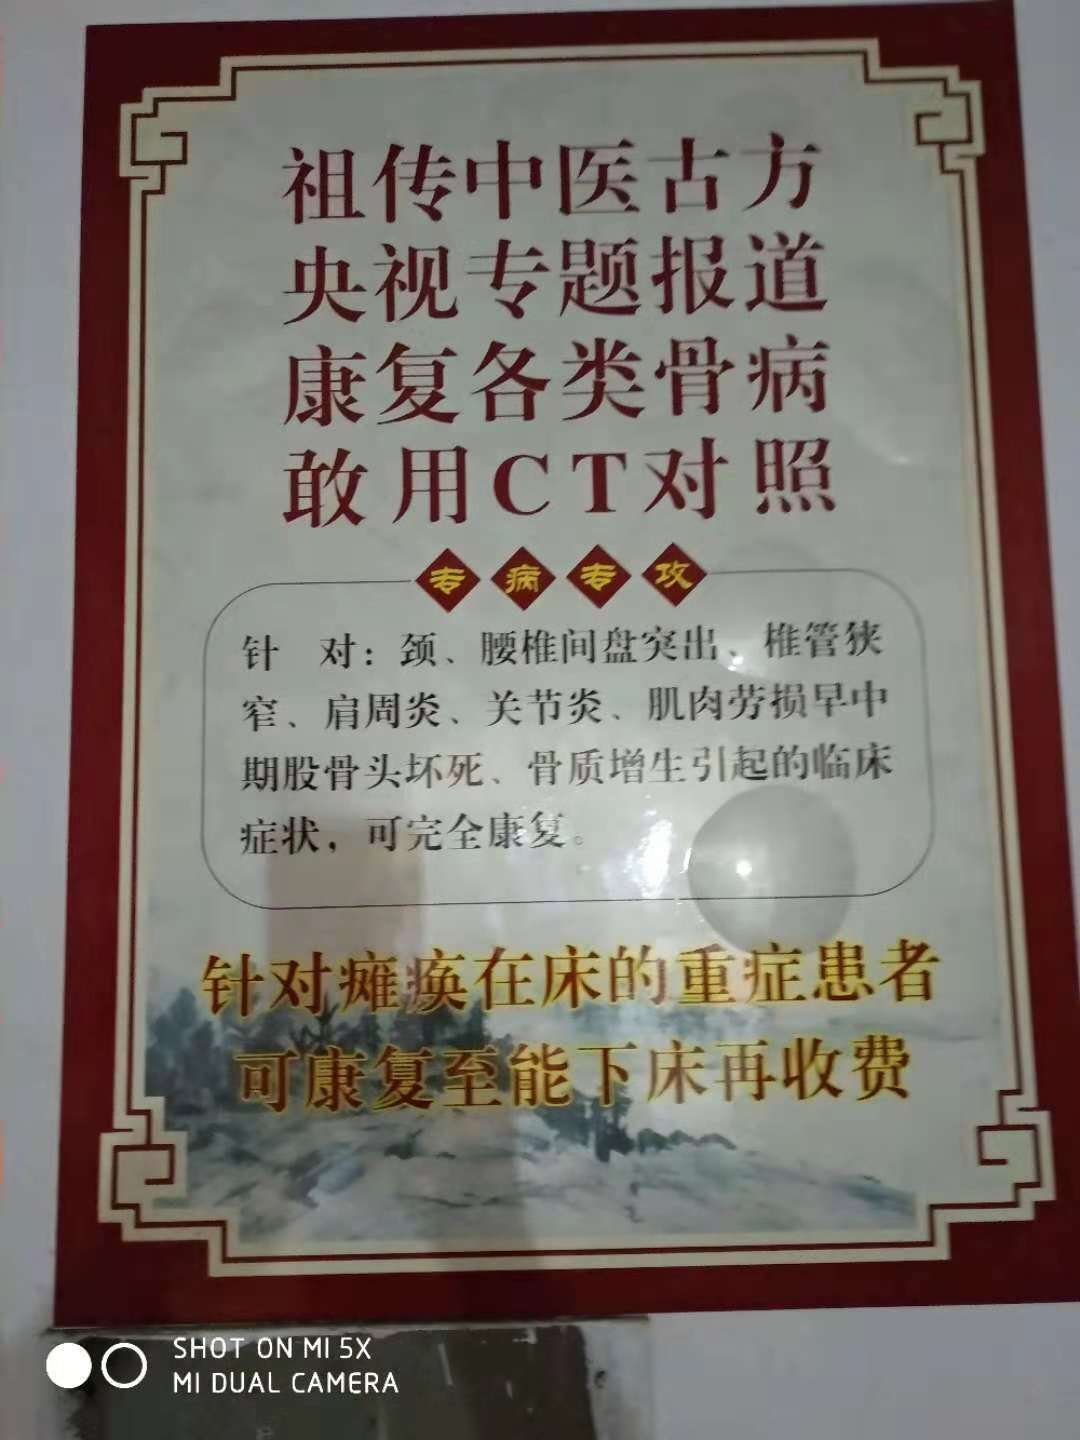 祖传中医古方
央视专题报道
康复各类骨病
敢用CT对照
专病专攻
针 对：颈、腰椎间盘突出、椎管狭
窄、肩周炎、关节炎、肌肉劳损早中
期股骨头坏死、骨质增生引起的临床
症状，可完全康复。
针对瘫痪在床的重症患者
可康复至能下床再收费
SHOT ON MI 5X
MI DUAL CAMERA